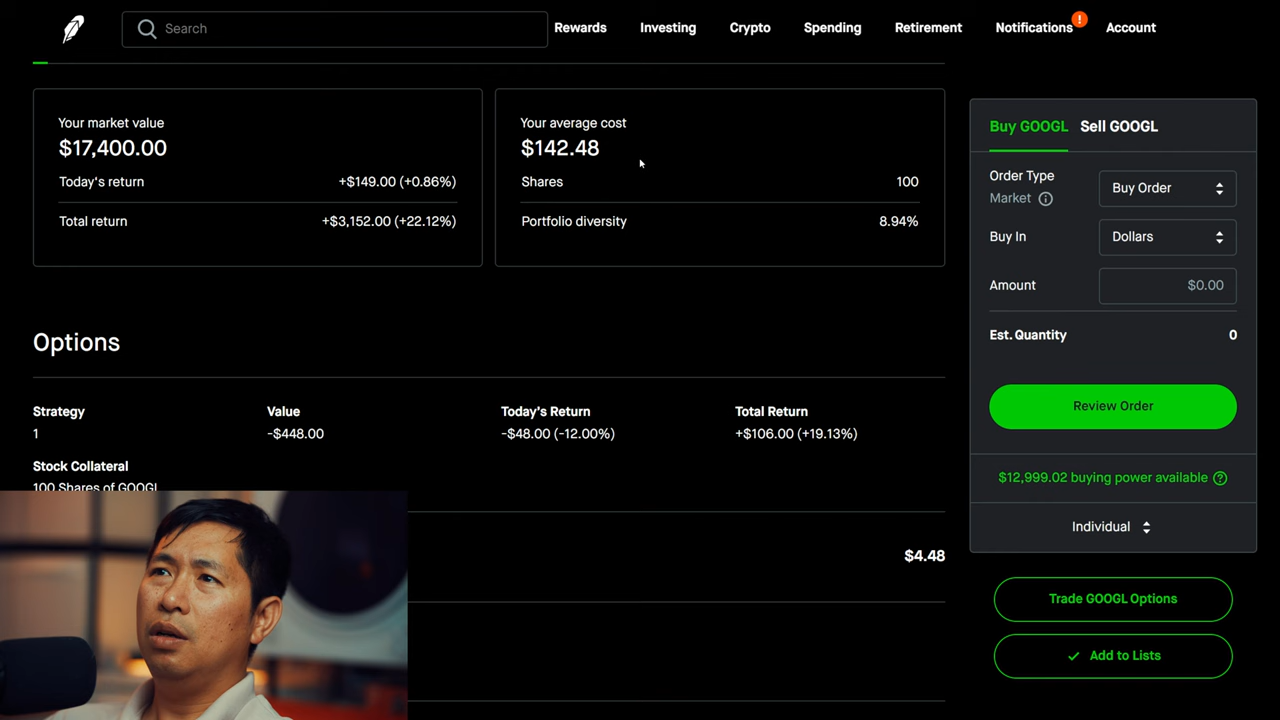 Search
Rewards
Investing
Crypto
Spending
Retirement
Notifications
!
Account
Your market value
$17,400.00
Today's return +$149.00 (+0.86%)
Total return +$3,152.00 (+22.12%)
Your average cost
$142.48
Shares 100
Portfolio diversity 8.94%
Buy GOOGL Sell GOOGL
Order Type
Market
Buy Order
Buy In Dollars
Amount $0.00
Est. Quantity 0
Review Order
$12,999.02 buying power available ?
Individual
Trade GOOGL Options
Add to Lists
Options
Strategy Value Today's Return Total Return
1 -$448.00 -$48.00 (-12.00%) +$106.00 (+19.13%)
Stock Collateral
100 Shares of GOOGL
$4.48